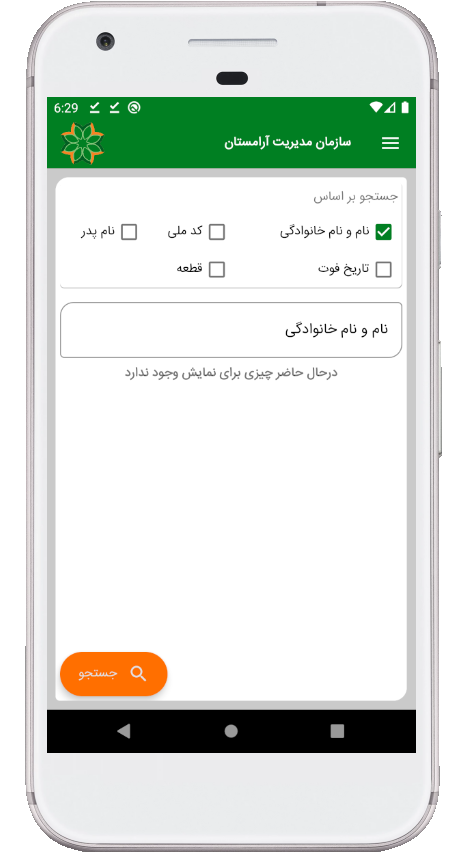 6:29
سازمان مدیریت آرامستان
جستجو بر اساس
نام و نام خانوادگی کد ملی نام پدر
تاریخ فوت قطعه
نام و نام خانوادگی
درحال حاضر چیزی برای نمایش وجود ندارد
جستجو